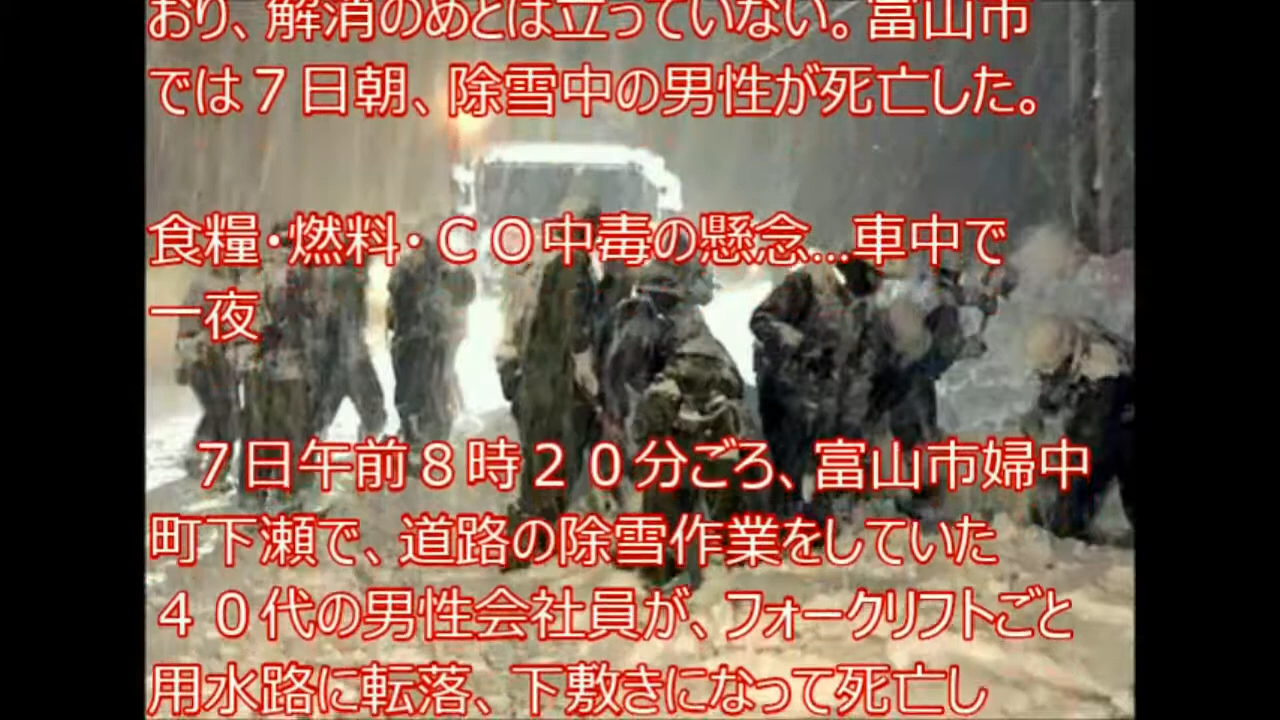 おり、解消のめどは立っていない。富山市
では７日朝、除雪中の男性が死亡した。
食糧・燃料・ＣＯ中毒の懸念…車中で
一夜
７日午前８時２０分ごろ、富山市婦中
町下瀬で、道路の除雪作業をしていた
４０代の男性会社員が、フォークリフトごと
用水路に転落、下敷きになって死亡し